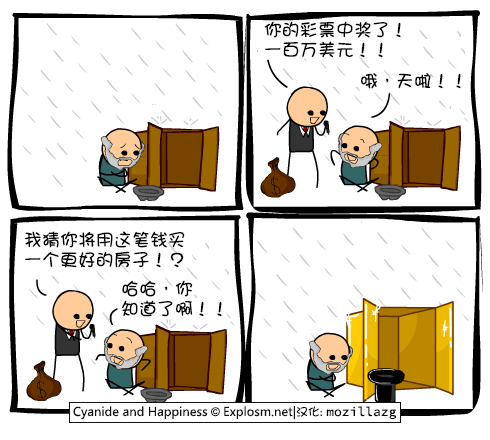 你的彩票中奖了！
一百万美元！！
哦，天啦！！
我猜你将用这笔钱买
一个更好的房子！？
哈哈，你
知道了啊！！
Cyanide and Happiness © Explosm.net|汉化: mozillazg